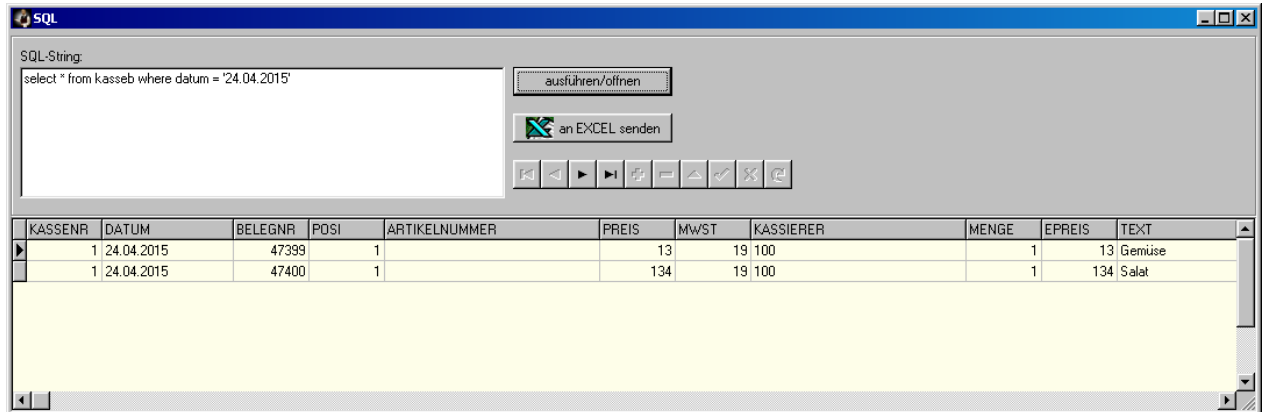 SQL
SQL-String:
select * from kasseb where datum = '24.04.2015'
ausführen/offnen
an EXCEL senden
KASSENR DATUM BELEGNR POSI ARTIKELNUMMER PREIS MWST KASSIERER MENGE EPREIS TEXT
1 24.04.2015 47399 1 13 19 100 1 13 Gemüse
1 24.04.2015 47400 1 134 19 100 1 134 Salat